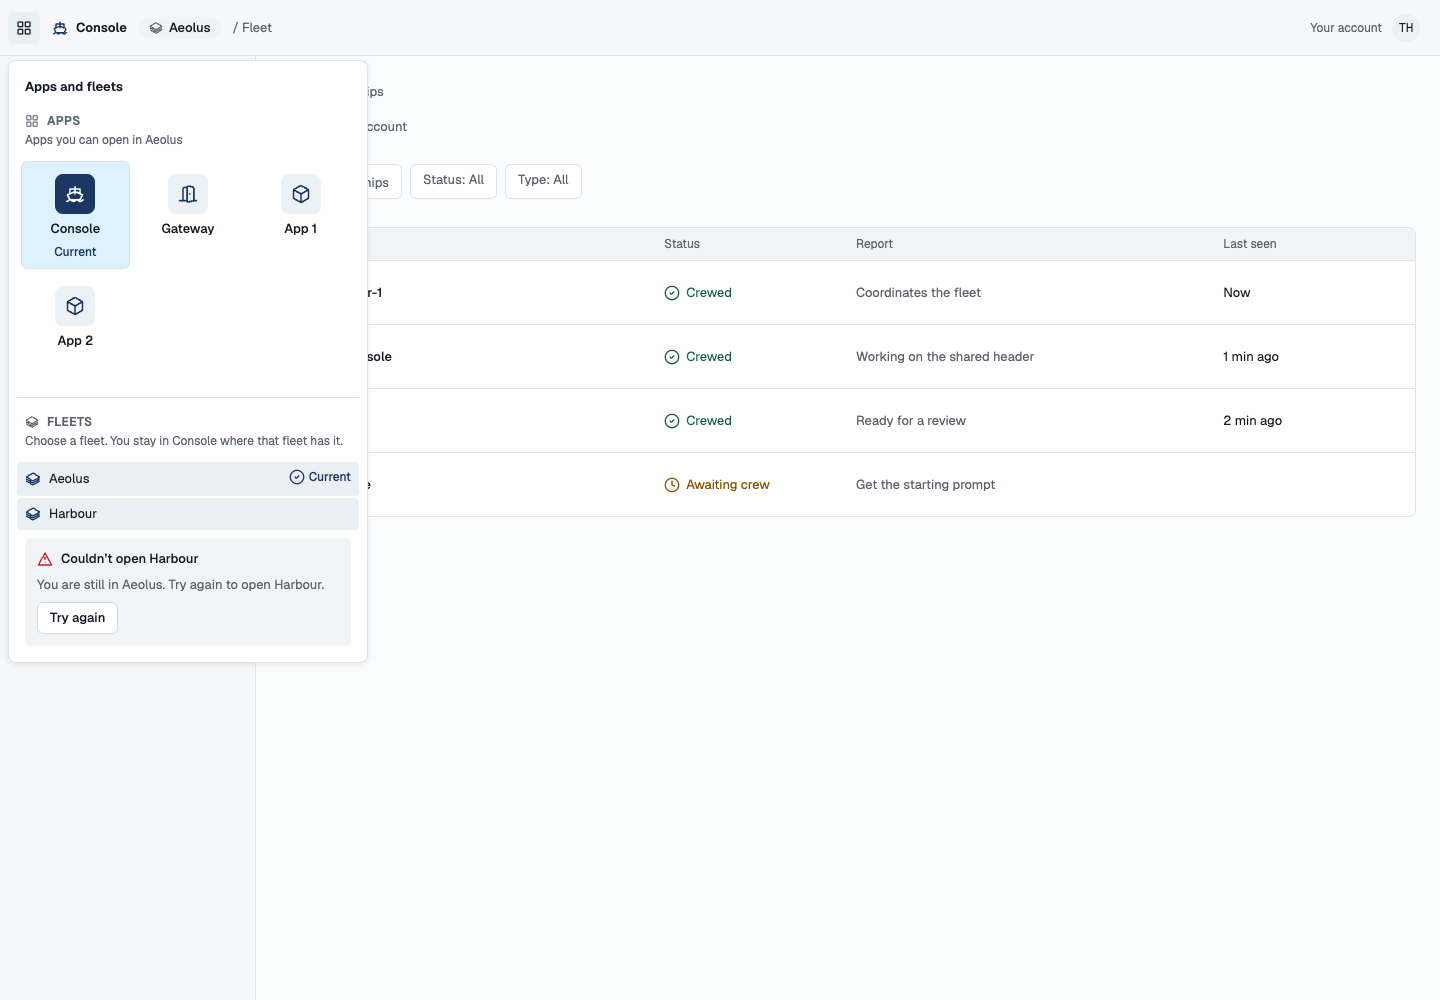 Console
Aeolus
/ Fleet
Your account
TH
Apps and fleets
APPS
Apps you can open in Aeolus
Console
Current
Gateway
App 1
App 2
FLEETS
Choose a fleet. You stay in Console where that fleet has it.
Aeolus
Current
Harbour
Couldn't open Harbour
You are still in Aeolus. Try again to open Harbour.
Try again
Status: All
Type: All
Status
Report
Last seen
r-1
Crewed
Coordinates the fleet
Now
Crewed
Working on the shared header
1 min ago
Crewed
Ready for a review
2 min ago
Awaiting crew
Get the starting prompt